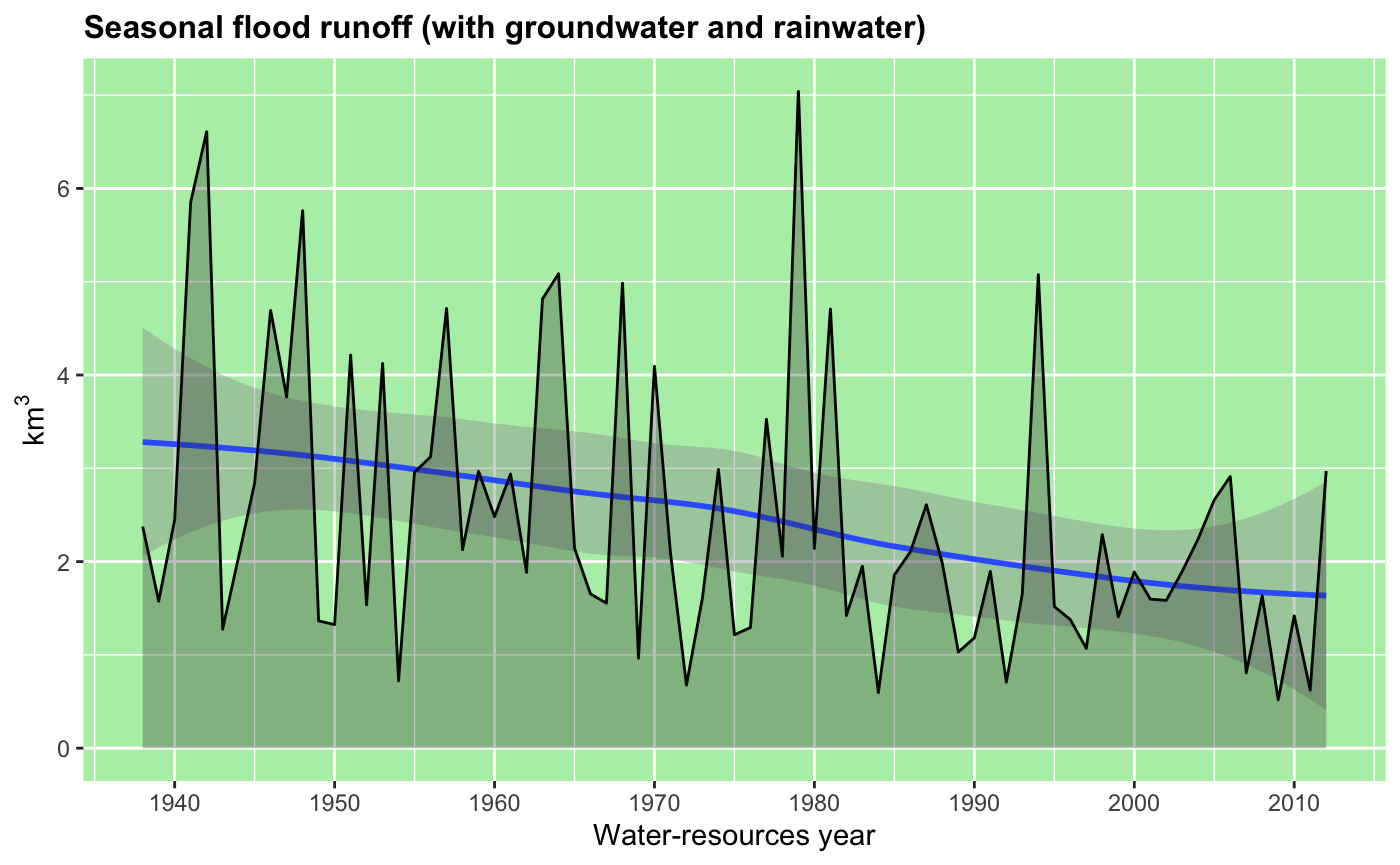 Seasonal flood runoff (with groundwater and rainwater)
km³
6
4
2
0
1940 1950 1960 1970 1980 1990 2000 2010
Water-resources year